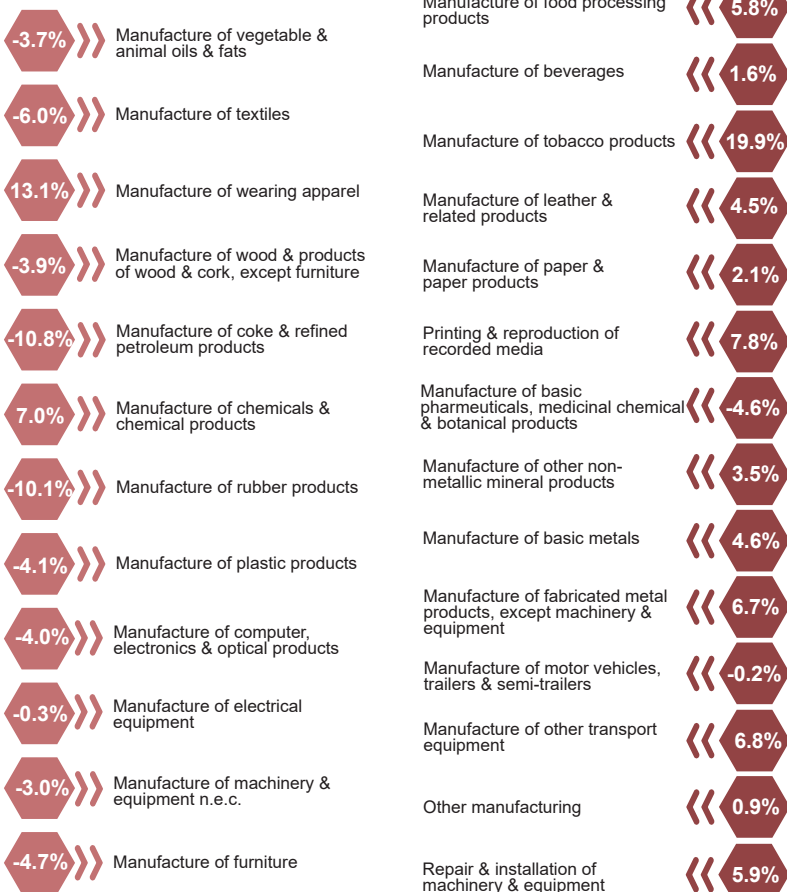 -3.7%
Manufacture of vegetable &
animal oils & fats
-6.0%
Manufacture of textiles
13.1%
Manufacture of wearing apparel
-3.9%
Manufacture of wood & products
of wood & cork, except furniture
-10.8%
Manufacture of coke & refined
petroleum products
7.0%
Manufacture of chemicals &
chemical products
-10.1%
Manufacture of rubber products
-4.1%
Manufacture of plastic products
-4.0%
Manufacture of computer,
electronics & optical products
-0.3%
Manufacture of electrical
equipment
-3.0%
Manufacture of machinery &
equipment n.e.c.
-4.7%
Manufacture of furniture
Manufacture of food processing
products
5.8%
Manufacture of beverages
1.6%
Manufacture of tobacco products
19.9%
Manufacture of leather &
related products
4.5%
Manufacture of paper &
paper products
2.1%
Printing & reproduction of
recorded media
7.8%
Manufacture of basic
pharmeuticals, medicinal chemical
& botanical products
-4.6%
Manufacture of other non-
metallic mineral products
3.5%
Manufacture of basic metals
4.6%
Manufacture of fabricated metal
products, except machinery &
equipment
6.7%
Manufacture of motor vehicles,
trailers & semi-trailers
-0.2%
Manufacture of other transport
equipment
6.8%
Other manufacturing
0.9%
Repair & installation of
machinery & equipment
5.9%